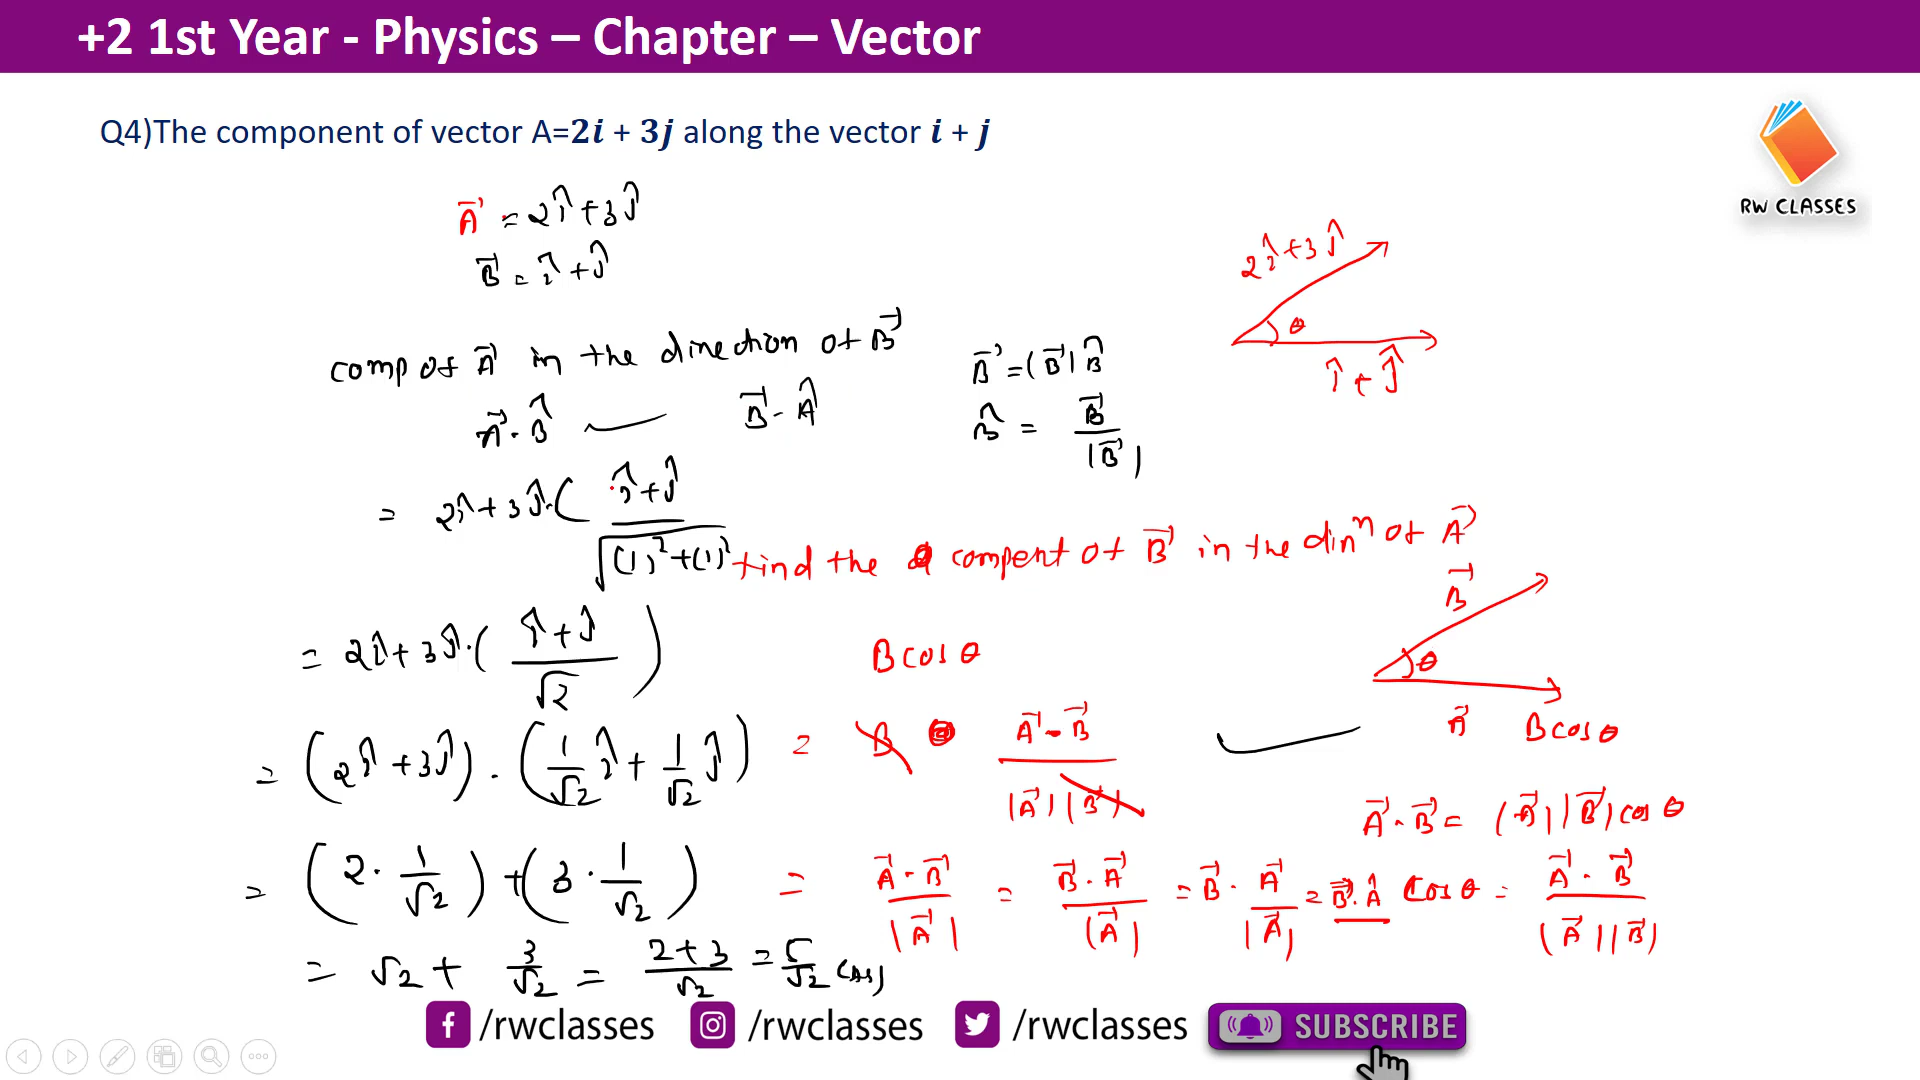 +2 1st Year - Physics – Chapter – Vector
Q4)The component of vector A=2i + 3j along the vector i + j
RW CLASSES
A⃗ = 2î + 3ĵ
B⃗ = î + ĵ
2î + 3ĵ
θ
î + ĵ
comp of A⃗ in the direction of B⃗
A⃗ · B̂
B⃗ · Â
B⃗ = |B⃗| B̂
B̂ = B⃗ / |B⃗|
= 2î + 3ĵ · ( î + ĵ / √(1)² + (1)²
find the compent of B⃗ in the dirⁿ of A⃗
= 2î + 3ĵ · ( î + ĵ / √2 )
B cos θ
B⃗
θ
A⃗
B cos θ
= (2î + 3ĵ) · (1/√2 î + 1/√2 ĵ)
= B A⃗ · B⃗ / |A⃗| |B⃗|
A⃗ · B⃗ = |A⃗| |B⃗| cos θ
= (2 · 1/√2) + (3 · 1/√2)
= A⃗ · B⃗ / |A⃗| = B⃗ · A⃗ / |A⃗| = B⃗ · A⃗ / |A⃗| = B⃗ · Â
Cos θ = A⃗ · B⃗ / |A⃗| |B⃗|
= √2 + 3/√2 = 2+3/√2 = 5/√2
/rwclasses
/rwclasses
/rwclasses
SUBSCRIBE